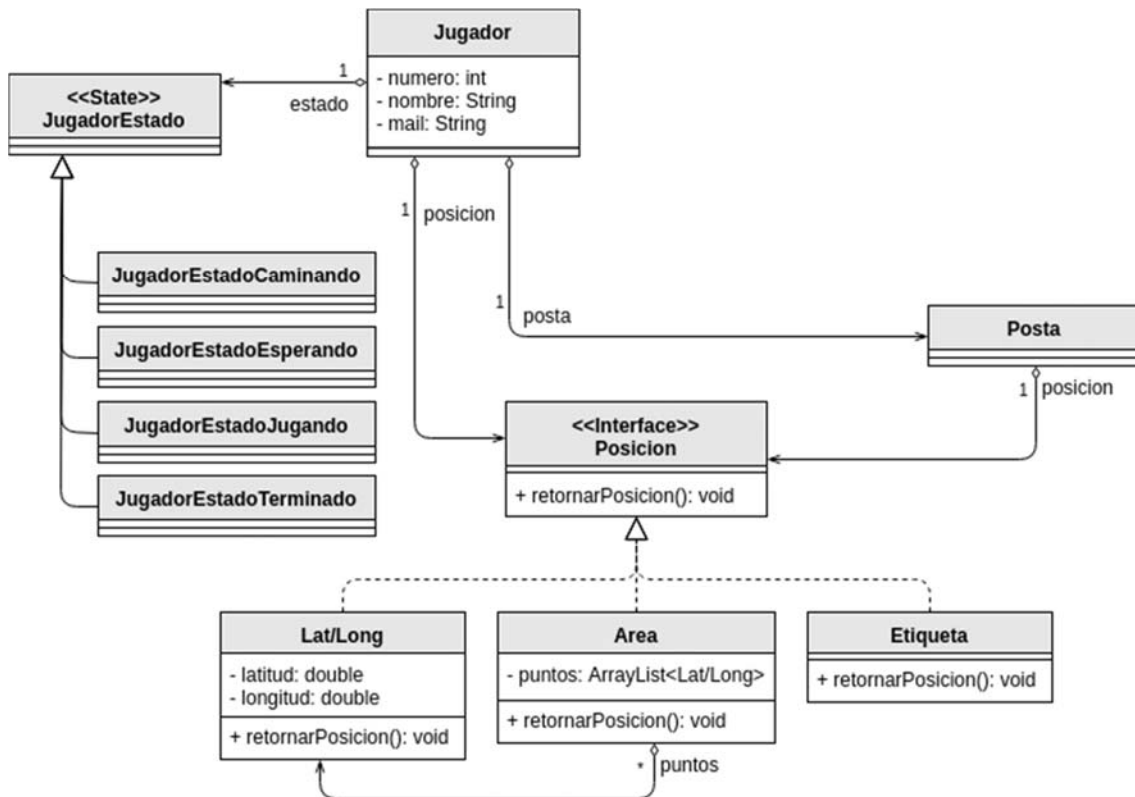 Jugador
- numero: int
- nombre: String
- mail: String
1
estado
<<State>>
JugadorEstado
1
posicion
JugadorEstadoCaminando
1
posta
Posta
JugadorEstadoEsperando
1
posicion
JugadorEstadoJugando
<<Interface>>
Posicion
+ retornarPosicion(): void
JugadorEstadoTerminado
Lat/Long
- latitud: double
- longitud: double
+ retornarPosicion(): void
Area
- puntos: ArrayList<Lat/Long>
+ retornarPosicion(): void
Etiqueta
+ retornarPosicion(): void
*
puntos